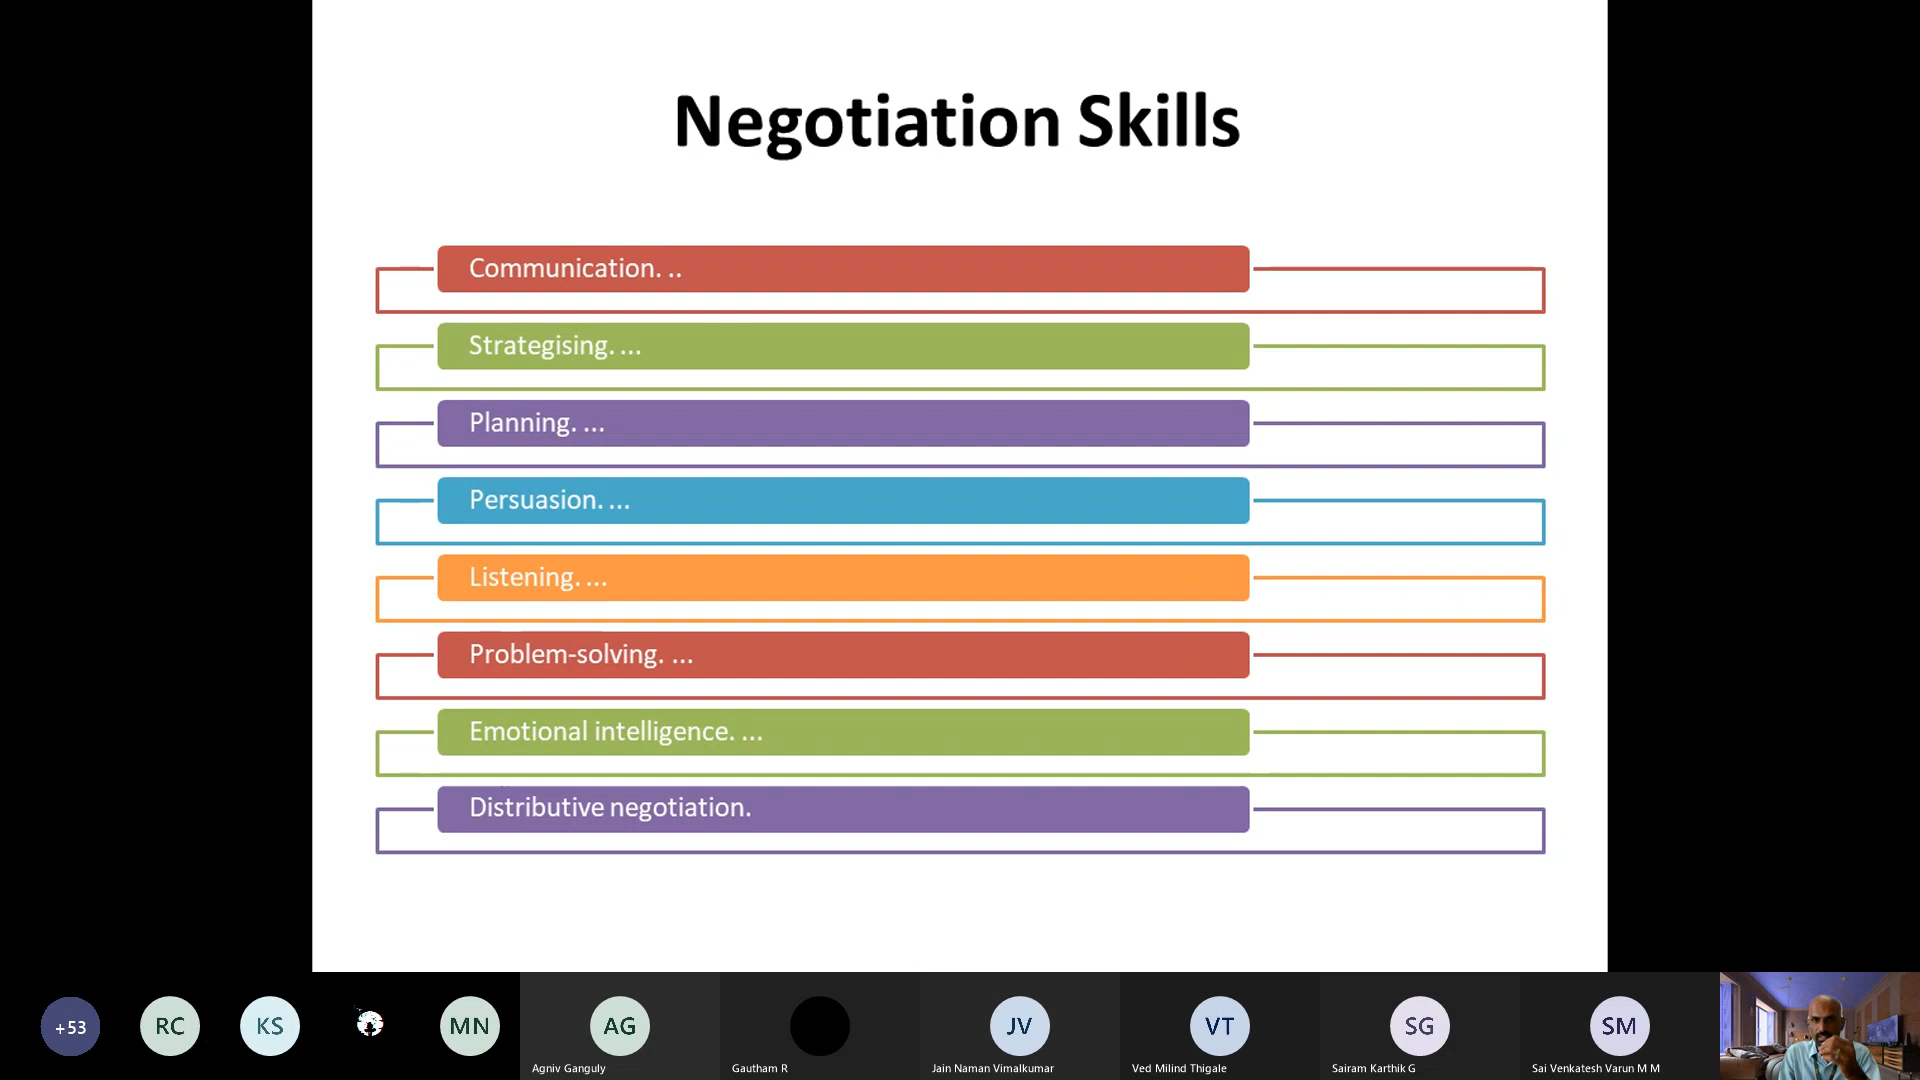 Negotiation Skills
Communication. ..
Strategising. ...
Planning. ...
Persuasion. ...
Listening. ...
Problem-solving. ...
Emotional intelligence. ...
Distributive negotiation.
+53
RC
KS
MN
AG
JV
VT
SG
SM
Agniv Ganguly
Gautham R
Jain Naman Vimalkumar
Ved Milind Thigale
Sairam Karthik G
Sai Venkatesh Varun M M